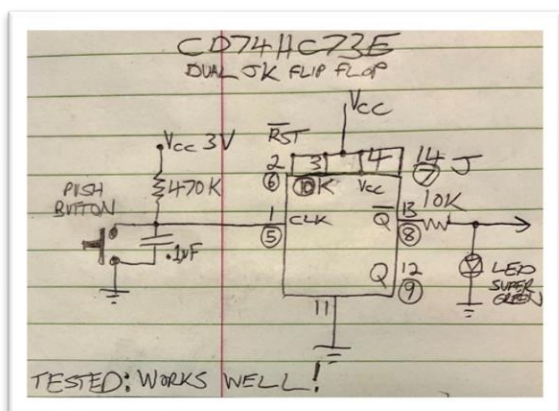 CD74HC73E
DUAL JK FLIP FLOP
Vcc
Vcc 3V
RST
2 3 4 14 J
6 10 K Vcc 7
470K
PUSH
BUTTON
1 CLK Q 13 10K
5 8
.1uF
Q 12
9
LED
SUPER
GREEN
11
TESTED: WORKS WELL!